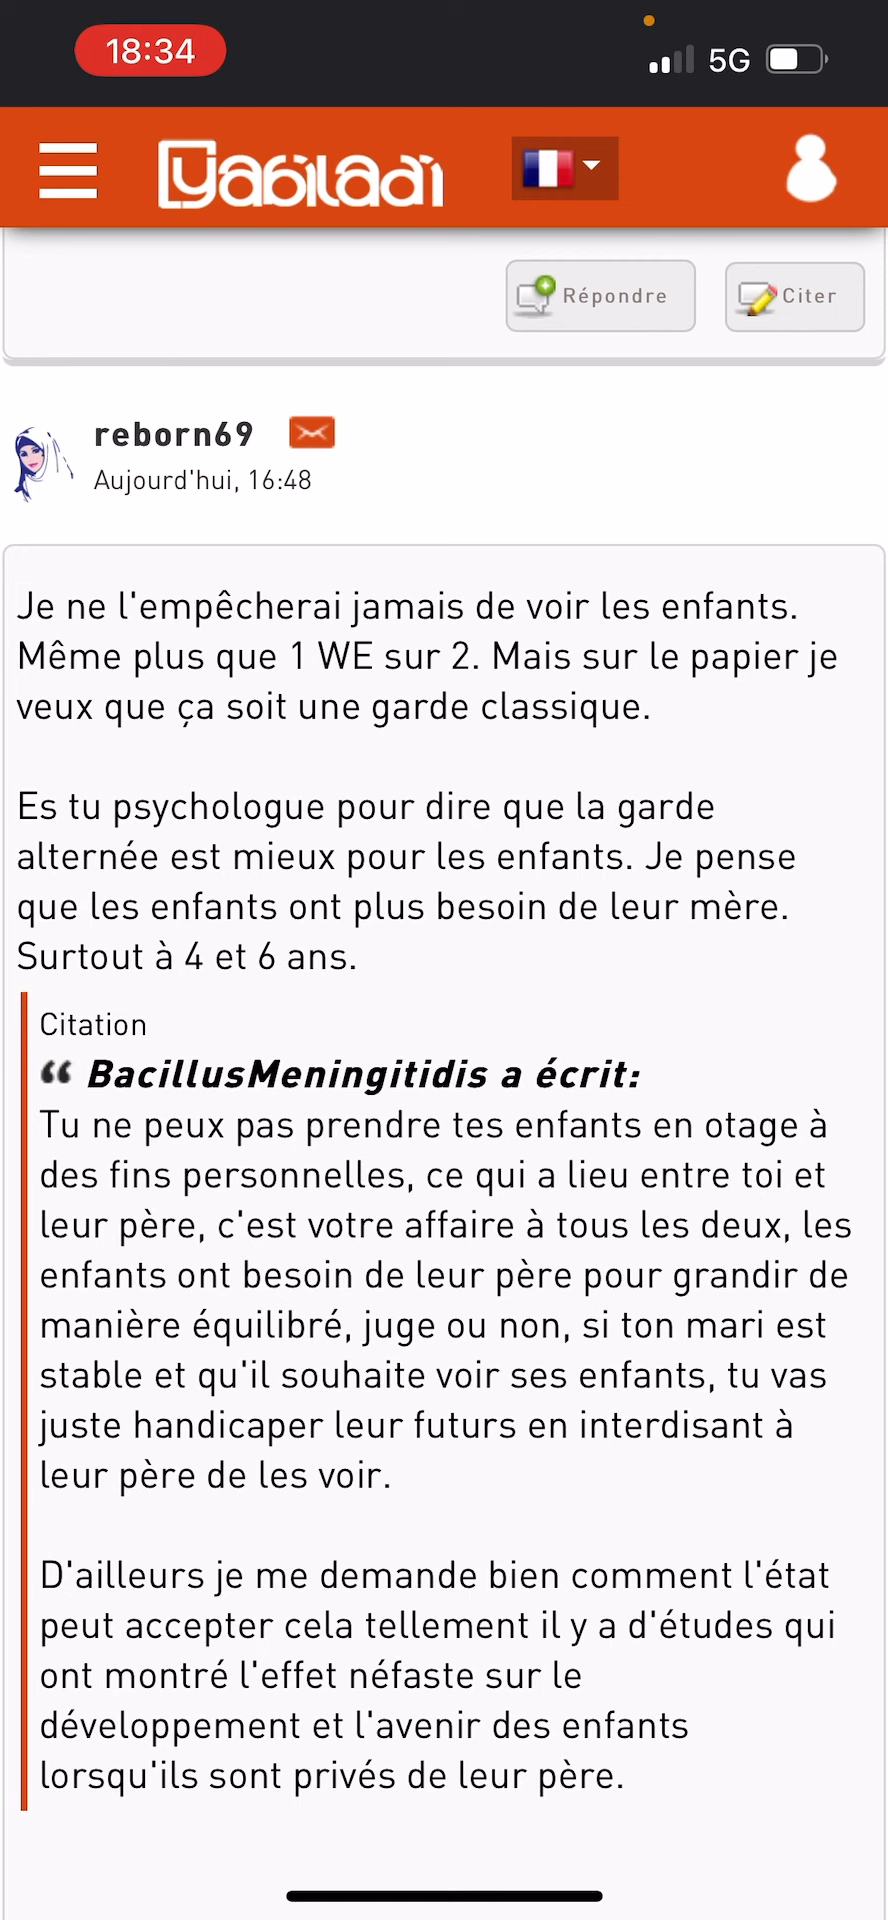 18:34
5G
yabiladi
Répondre
Citer
reborn69
Aujourd'hui, 16:48
Je ne l'empêcherai jamais de voir les enfants.
Même plus que 1 WE sur 2. Mais sur le papier je
veux que ça soit une garde classique.
Es tu psychologue pour dire que la garde
alternée est mieux pour les enfants. Je pense
que les enfants ont plus besoin de leur mère.
Surtout à 4 et 6 ans.
Citation
“ BacillusMeningitidis a écrit:
Tu ne peux pas prendre tes enfants en otage à
des fins personnelles, ce qui a lieu entre toi et
leur père, c'est votre affaire à tous les deux, les
enfants ont besoin de leur père pour grandir de
manière équilibré, juge ou non, si ton mari est
stable et qu'il souhaite voir ses enfants, tu vas
juste handicaper leur futurs en interdisant à
leur père de les voir.
D'ailleurs je me demande bien comment l'état
peut accepter cela tellement il y a d'études qui
ont montré l'effet néfaste sur le
développement et l'avenir des enfants
lorsqu'ils sont privés de leur père.